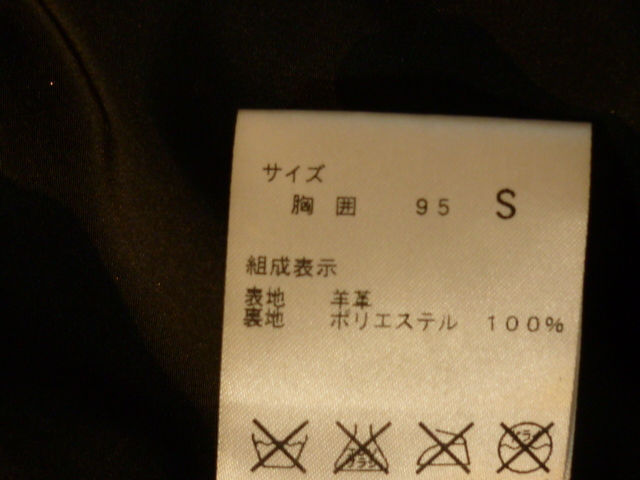 サイズ
胸囲 95 S
組成表示
表地 羊革
裏地 ポリエステル 100%